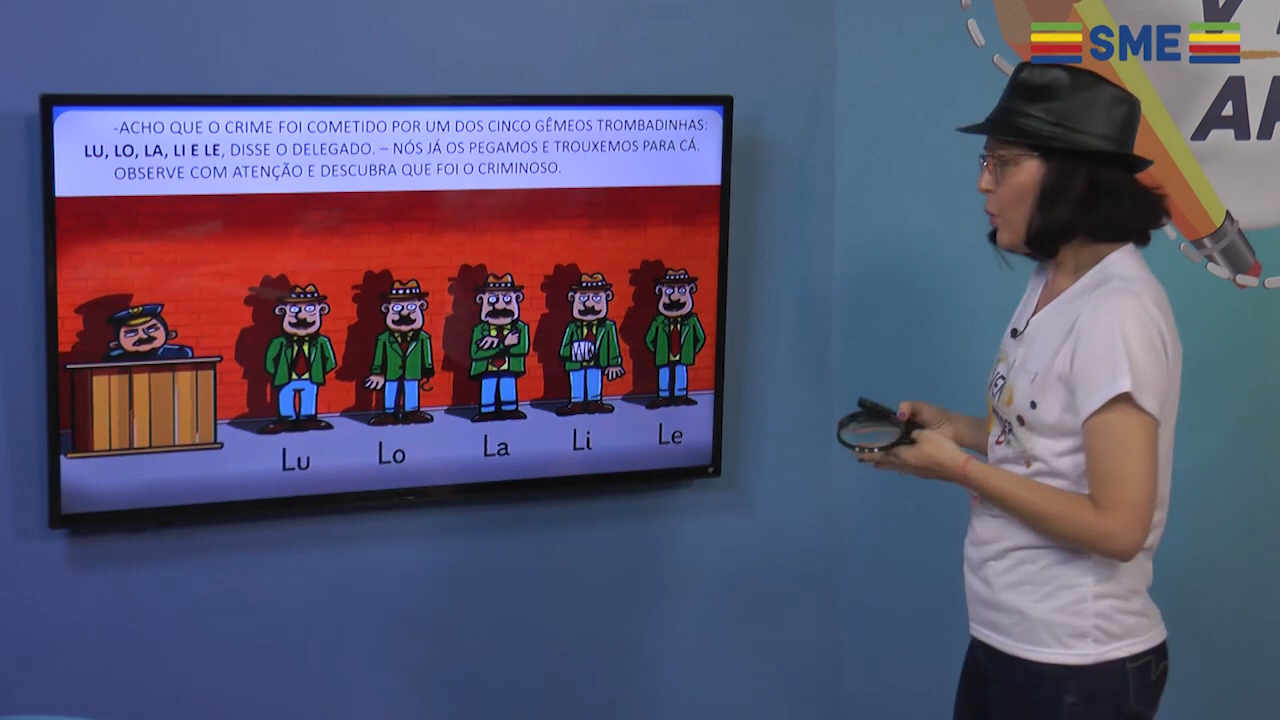 SME
-ACHO QUE O CRIME FOI COMETIDO POR UM DOS CINCO GÊMEOS TROMBADINHAS:
LU, LO, LA, LI E LE, DISSE O DELEGADO. – NÓS JÁ OS PEGAMOS E TROUXEMOS PARA CÁ.
OBSERVE COM ATENÇÃO E DESCUBRA QUE FOI O CRIMINOSO.
Lu Lo La Li Le